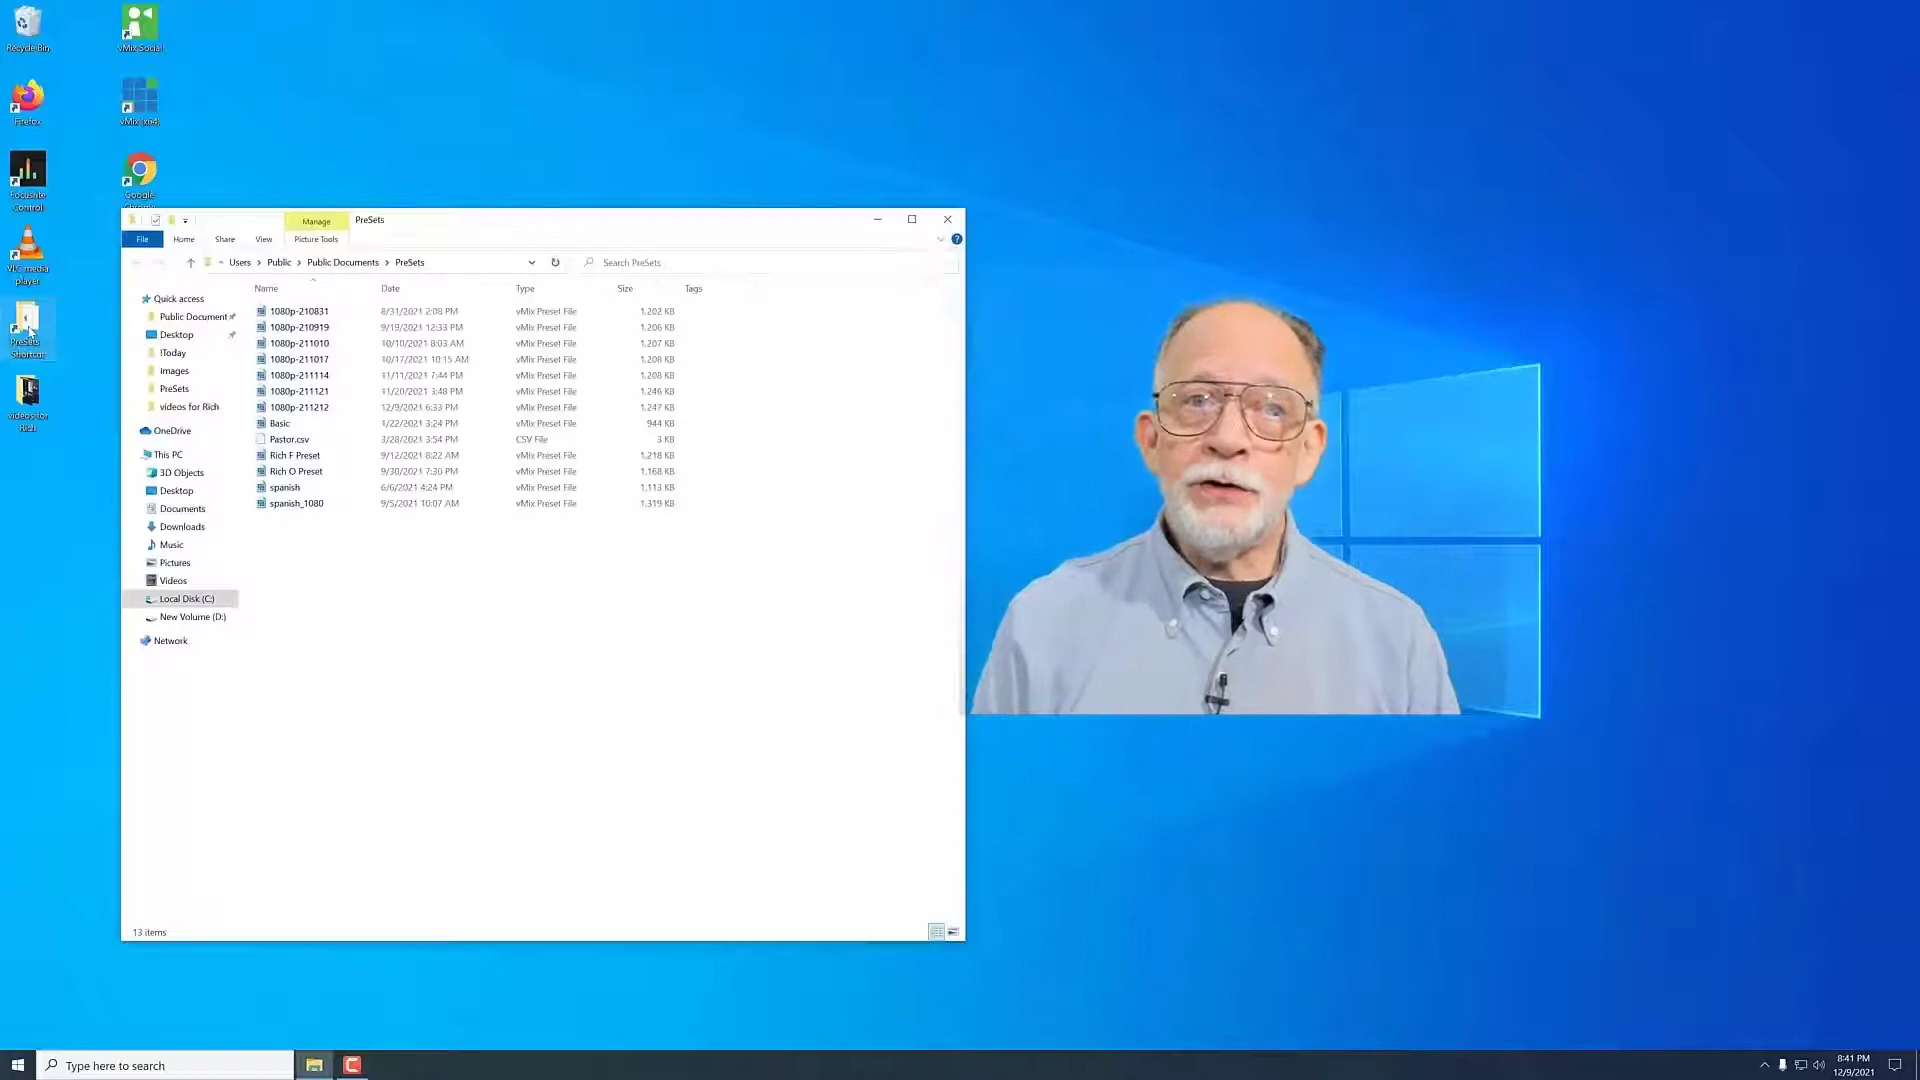 Recycle Bin
vMix Social
Firefox
vMix (x64)
Focusrite
Control
Google
VLC media
player
PreSets
Shortcut
videos for
Rich
Manage
PreSets
File
Home
Share
View
Picture Tools
Users > Public > Public Documents > PreSets
Search PreSets
Name
Date
Type
Size
Tags
Quick access
Public Document
Desktop
!Today
images
PreSets
videos for Rich
OneDrive
This PC
3D Objects
Desktop
Documents
Downloads
Music
Pictures
Videos
Local Disk (C:)
New Volume (D:)
Network
1080p-210831 8/31/2021 2:08 PM vMix Preset File 1,202 KB
1080p-210919 9/19/2021 12:33 PM vMix Preset File 1,206 KB
1080p-211010 10/10/2021 8:03 AM vMix Preset File 1,207 KB
1080p-211017 10/17/2021 10:15 AM vMix Preset File 1,208 KB
1080p-211114 11/11/2021 7:44 PM vMix Preset File 1,208 KB
1080p-211121 11/20/2021 3:48 PM vMix Preset File 1,246 KB
1080p-211212 12/9/2021 6:33 PM vMix Preset File 1,247 KB
Basic 1/22/2021 3:24 PM vMix Preset File 944 KB
Pastor.csv 3/28/2021 3:54 PM CSV File 3 KB
Rich F Preset 9/12/2021 8:22 AM vMix Preset File 1,218 KB
Rich O Preset 9/30/2021 7:30 PM vMix Preset File 1,168 KB
spanish 6/6/2021 4:24 PM vMix Preset File 1,113 KB
spanish_1080 9/5/2021 10:07 AM vMix Preset File 1,319 KB
13 items
Type here to search
8:41 PM
12/9/2021